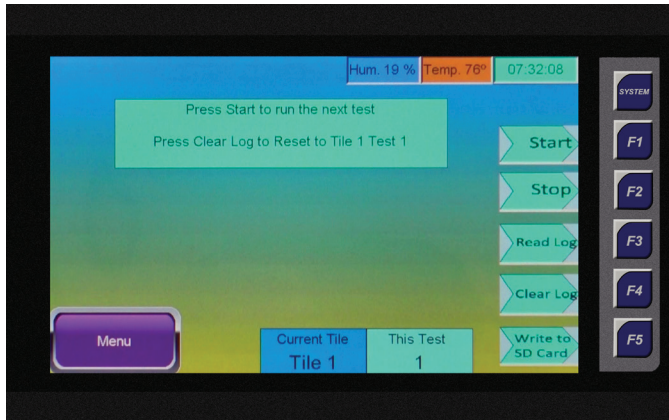 Hum. 19 % Temp. 76º 07:32:08
SYSTEM
Press Start to run the next test
Press Clear Log to Reset to Tile 1 Test 1
Start
F1
Stop
F2
Read Log
F3
Clear Log
F4
Menu
Current Tile
Tile 1
This Test
1
Write to
SD Card
F5